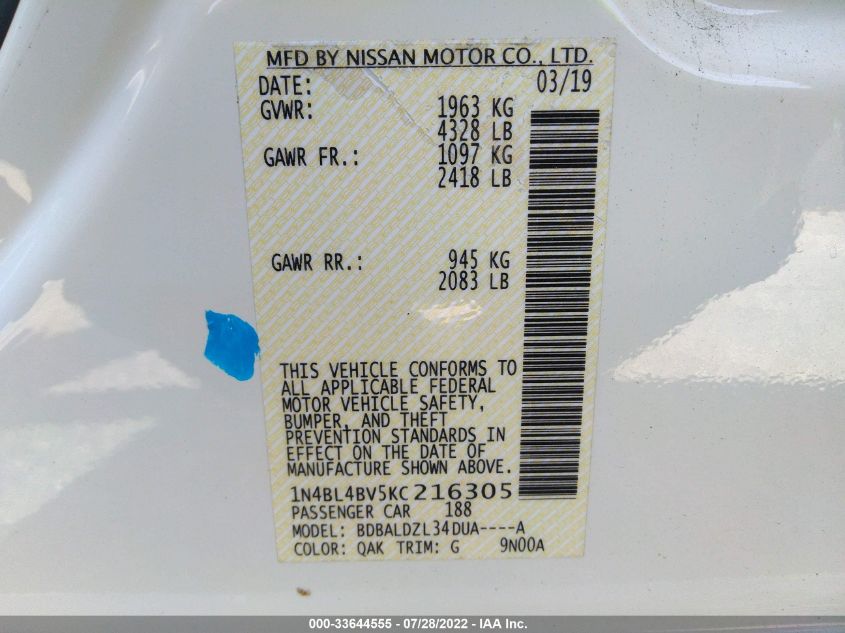 MFD BY NISSAN MOTOR CO., LTD.
DATE: 03/19
GVWR: 1963 KG
4328 LB
GAWR FR.: 1097 KG
2418 LB
GAWR RR.: 945 KG
2083 LB
THIS VEHICLE CONFORMS TO
ALL APPLICABLE FEDERAL
MOTOR VEHICLE SAFETY,
BUMPER, AND THEFT
PREVENTION STANDARDS IN
EFFECT ON THE DATE OF
MANUFACTURE SHOWN ABOVE.
1N4BL4BV5KC216305
PASSENGER CAR 188
MODEL: BDBALDZL34DUA----A
COLOR: QAK TRIM: G 9N00A
000-33644555 - 07/28/2022 - IAA Inc.